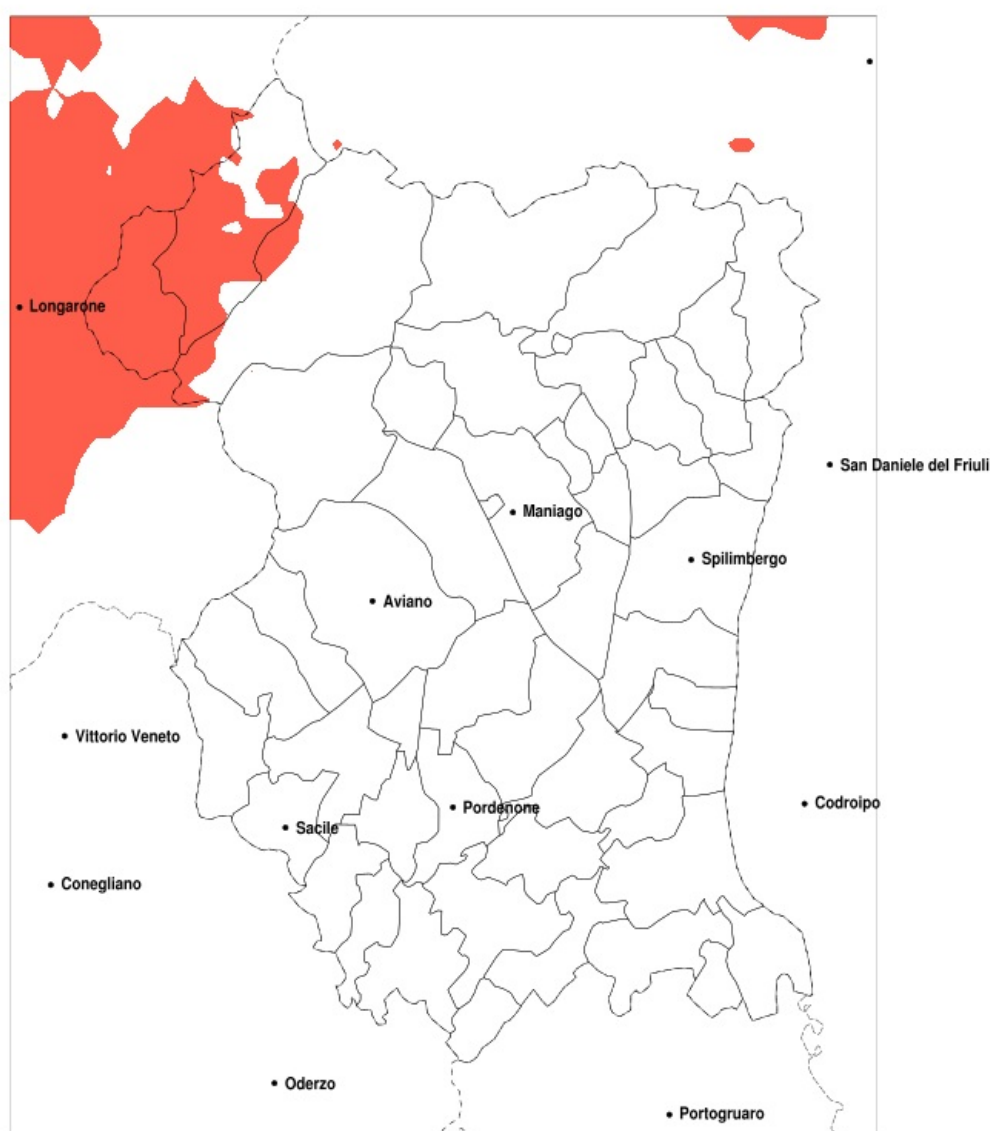 Longarone
San Daniele del Friuli
Maniago
Spilimbergo
Aviano
Vittorio Veneto
Codroipo
Pordenone
Sacile
Conegliano
Oderzo
Portogruaro